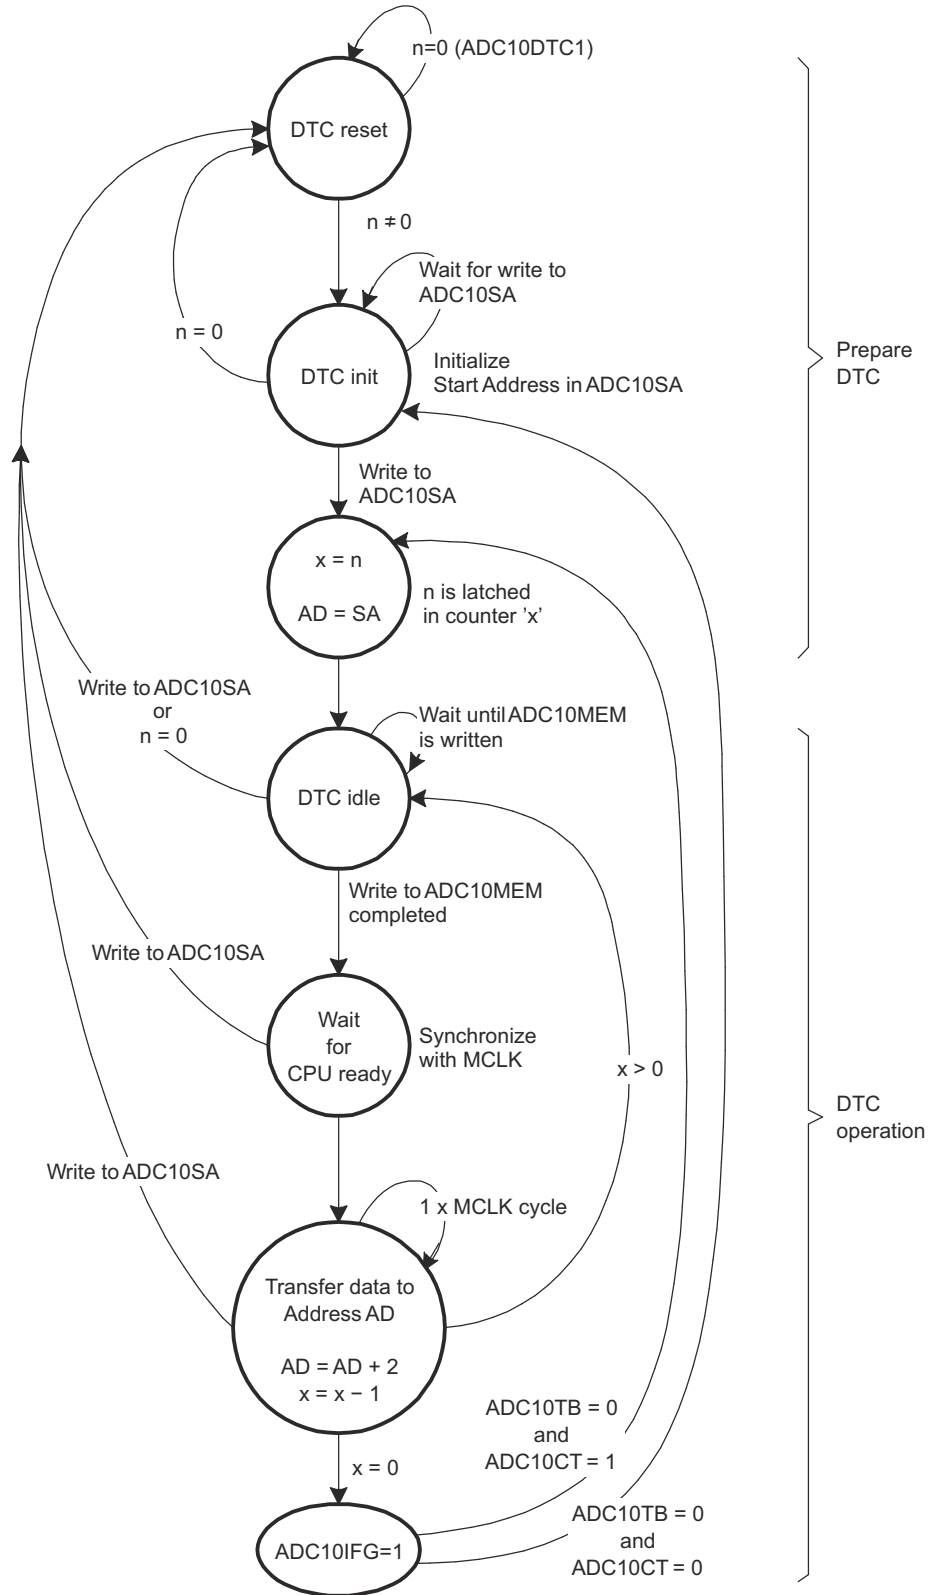 n=0 (ADC10DTC1)
DTC reset
n ≠ 0
Wait for write to
ADC10SA
n = 0
DTC init
Initialize
Start Address in ADC10SA
Prepare
DTC
Write to
ADC10SA
x = n
AD = SA
n is latched
in counter ’x’
Write to ADC10SA
or
n = 0
Wait until ADC10MEM
is written
DTC idle
Write to ADC10MEM
completed
Write to ADC10SA
Wait
for
CPU ready
Synchronize
with MCLK
x > 0
DTC
operation
Write to ADC10SA
1 x MCLK cycle
Transfer data to
Address AD
AD = AD + 2
x = x − 1
ADC10TB = 0
and
ADC10CT = 1
x = 0
ADC10IFG=1
ADC10TB = 0
and
ADC10CT = 0